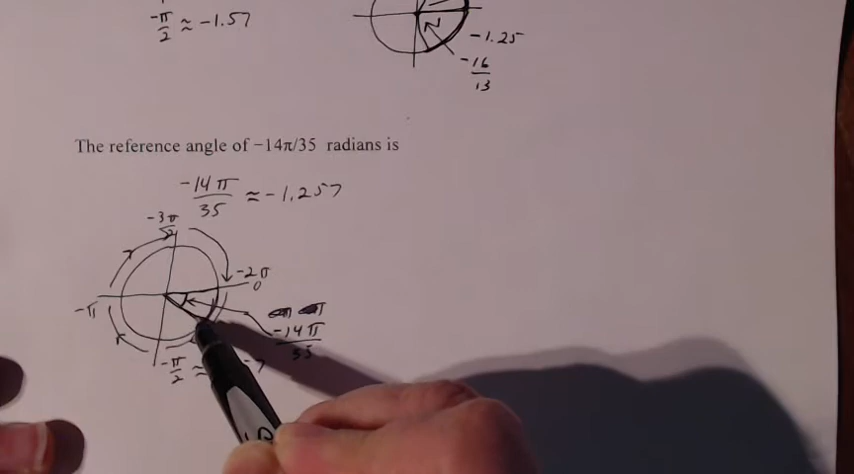 -π/2 ≈ -1.57
-1.25
-16/13
The reference angle of −14π/35 radians is
-14π/35 ≈ -1.257
-3π/2
-2π
0
-π
-14π/35
-π/2 ≈